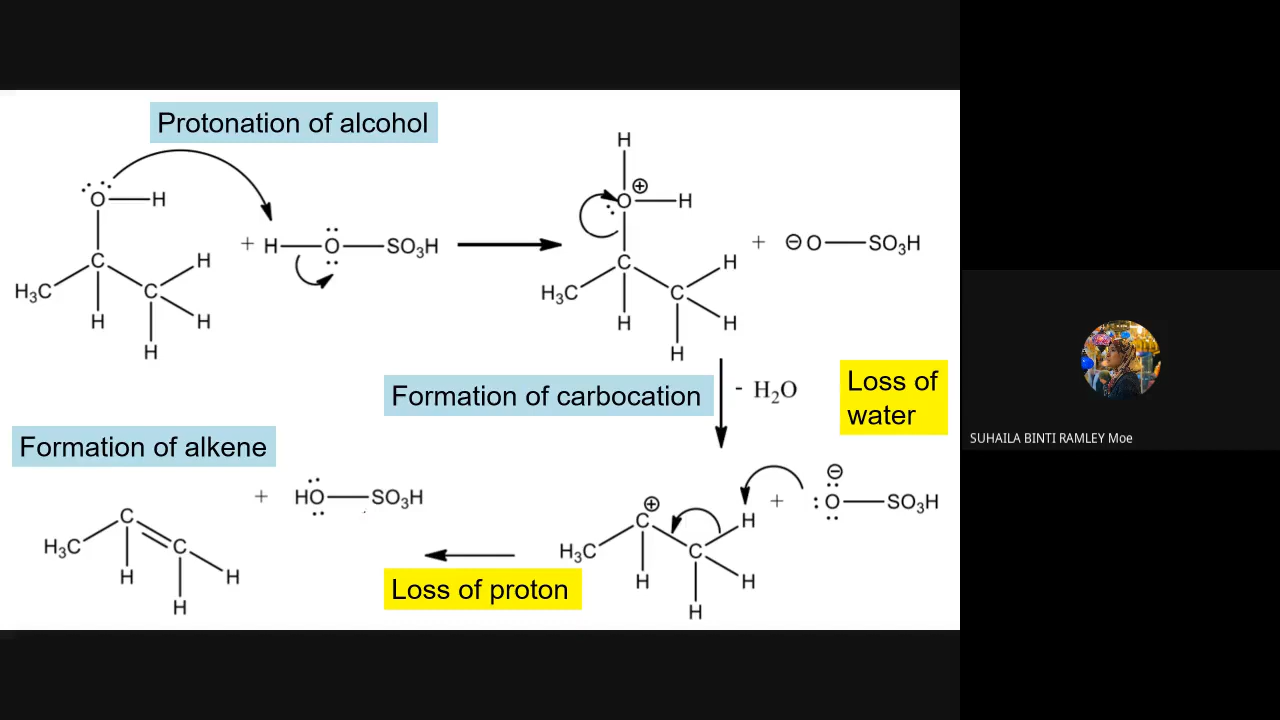 Protonation of alcohol
H
O H
⊕
O H
C H
+ H O SO₃H
+ ⊖ O SO₃H
H₃C C
H H
H
C H
H₃C C
H H
H
Formation of carbocation
- H₂O
Loss of
water
SUHAILA BINTI RAMLEY Moe
Formation of alkene
+ HO SO₃H
C
H₃C C
H H
H
⊕
C H
H₃C C
H H
H
+ ⊖
:O SO₃H
Loss of proton